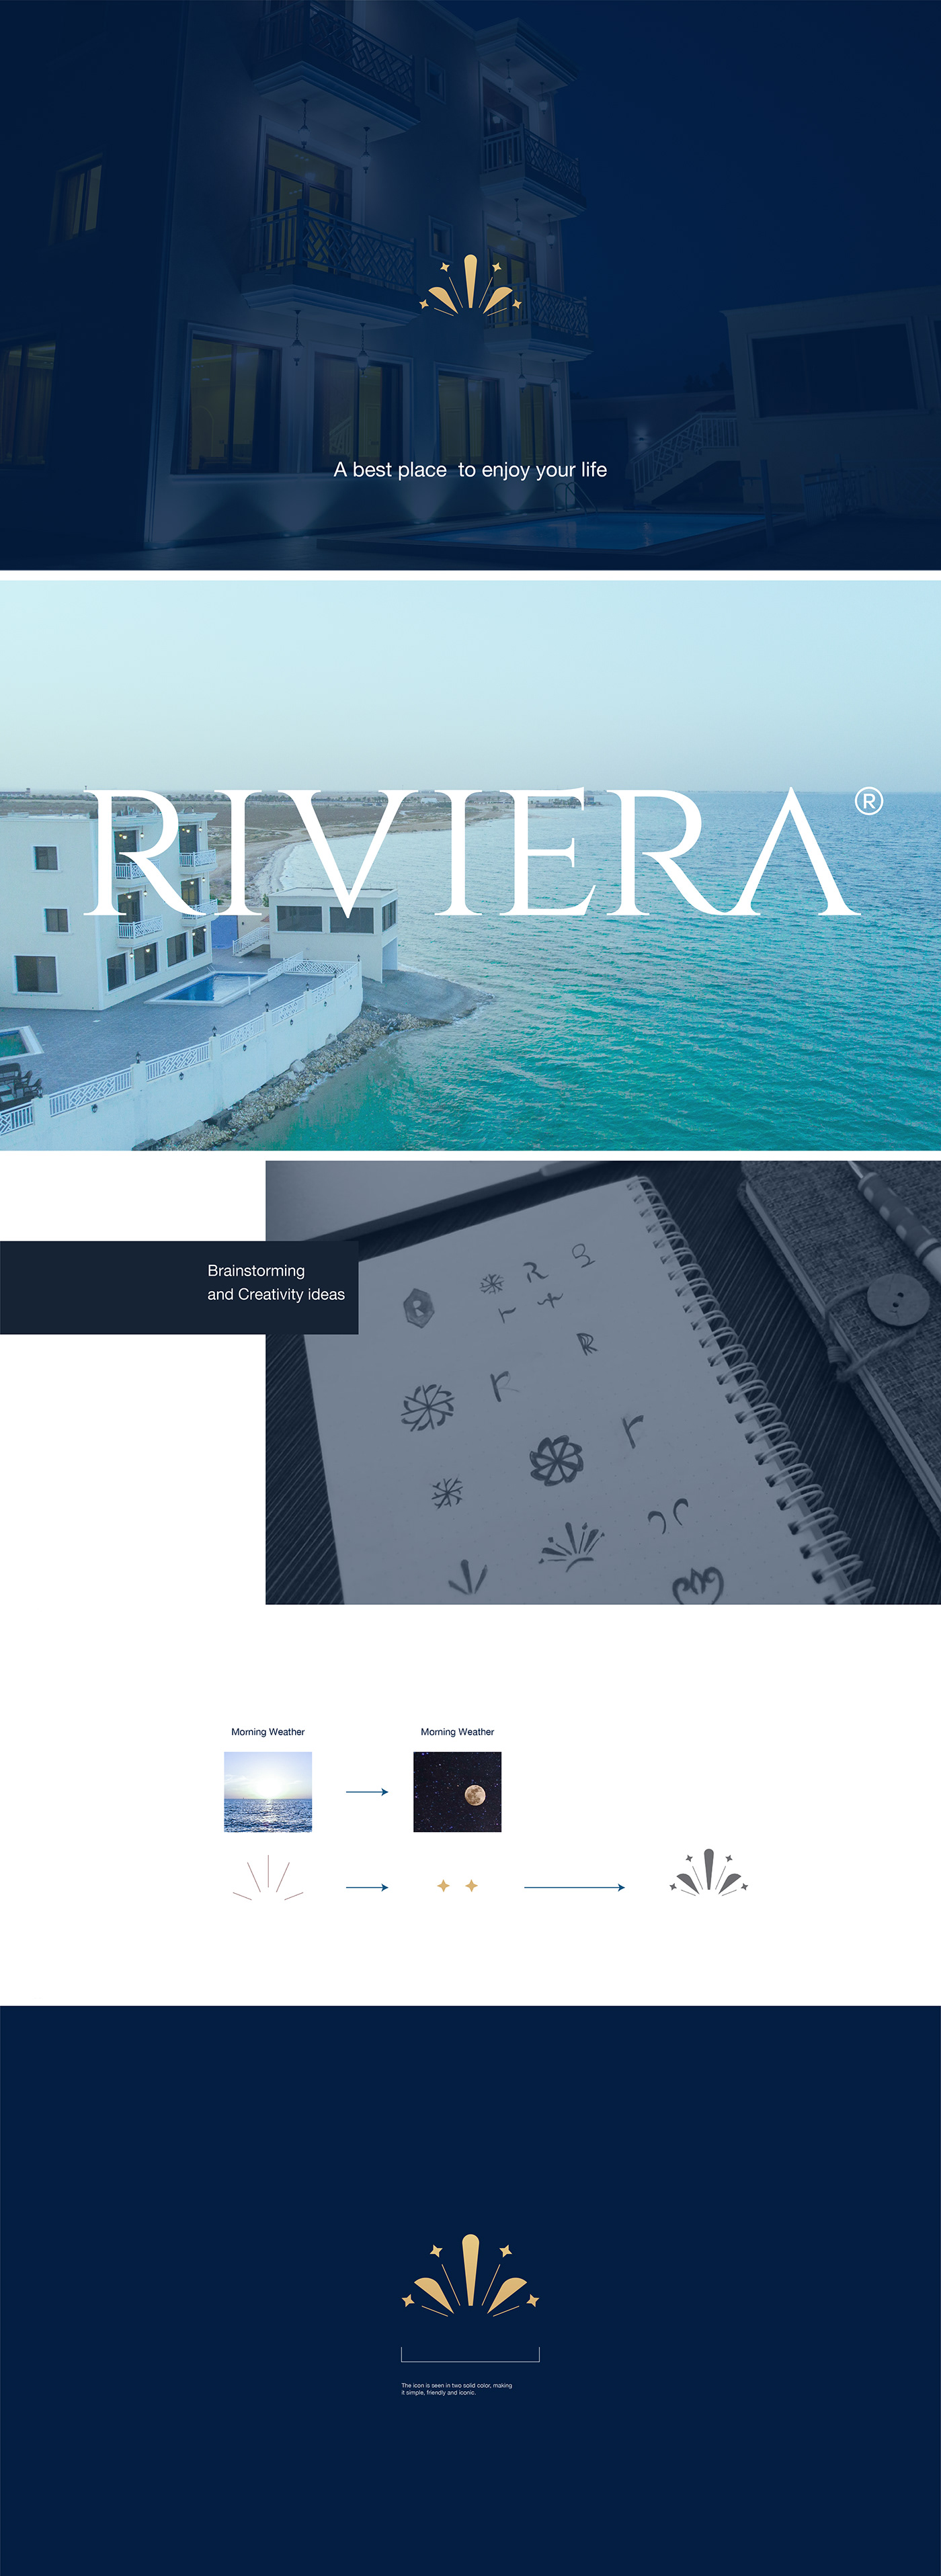 A best place  to enjoy your life
RIVIERA®
Brainstorming
and Creativity ideas
R
R
R
r
R
r
Morning Weather
Morning Weather
The icon is seen in two solid color, making
it simple, friendly and iconic.